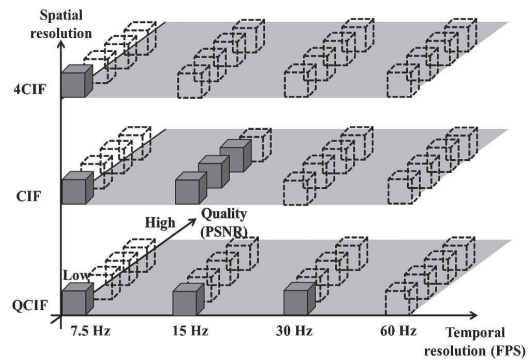 Spatial
resolution
4CIF
CIF
High
Quality
(PSNR)
Low
QCIF
7.5 Hz 15 Hz 30 Hz 60 Hz
Temporal
resolution (FPS)